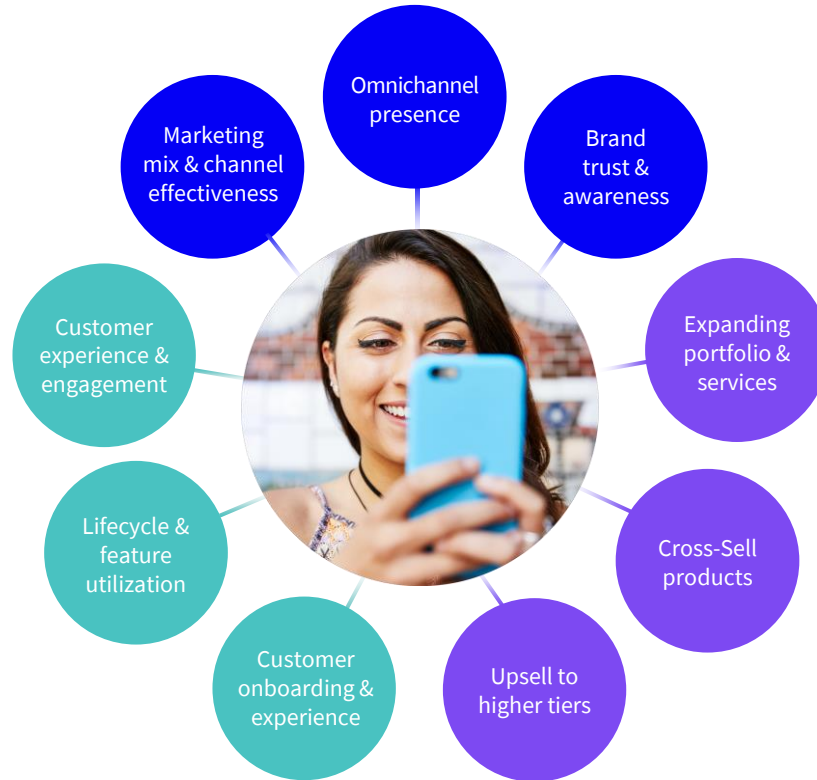 Omnichannel
presence
Brand
trust &
awareness
Expanding
portfolio &
services
Cross-Sell
products
Upsell to
higher tiers
Customer
onboarding &
experience
Lifecycle &
feature
utilization
Customer
experience &
engagement
Marketing
mix & channel
effectiveness